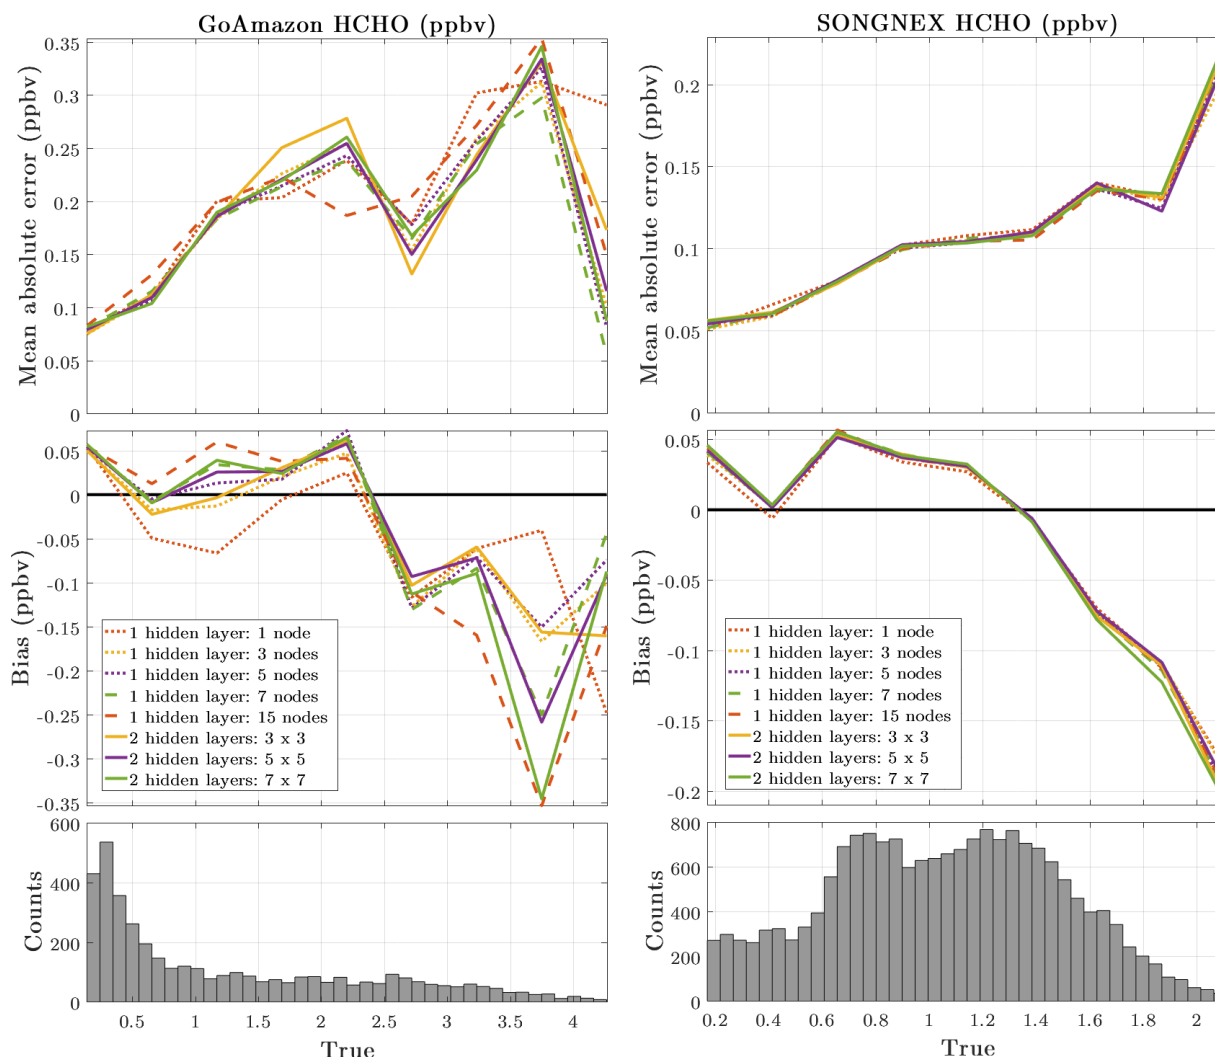 GoAmazon HCHO (ppbv)
Mean absolute error (ppbv)
0.35
0.3
0.25
0.2
0.15
0.1
0.05
0
Bias (ppbv)
0.05
0
-0.05
-0.1
-0.15
-0.2
-0.25
-0.3
-0.35
1 hidden layer: 1 node
1 hidden layer: 3 nodes
1 hidden layer: 5 nodes
1 hidden layer: 7 nodes
1 hidden layer: 15 nodes
2 hidden layers: 3 x 3
2 hidden layers: 5 x 5
2 hidden layers: 7 x 7
Counts
600
400
200
0
0.5 1 1.5 2 2.5 3 3.5 4
True
SONGNEX HCHO (ppbv)
Mean absolute error (ppbv)
0.2
0.15
0.1
0.05
0
Bias (ppbv)
0.05
0
-0.05
-0.1
-0.15
-0.2
1 hidden layer: 1 node
1 hidden layer: 3 nodes
1 hidden layer: 5 nodes
1 hidden layer: 7 nodes
1 hidden layer: 15 nodes
2 hidden layers: 3 x 3
2 hidden layers: 5 x 5
2 hidden layers: 7 x 7
Counts
800
600
400
200
0
0.2 0.4 0.6 0.8 1 1.2 1.4 1.6 1.8 2
True